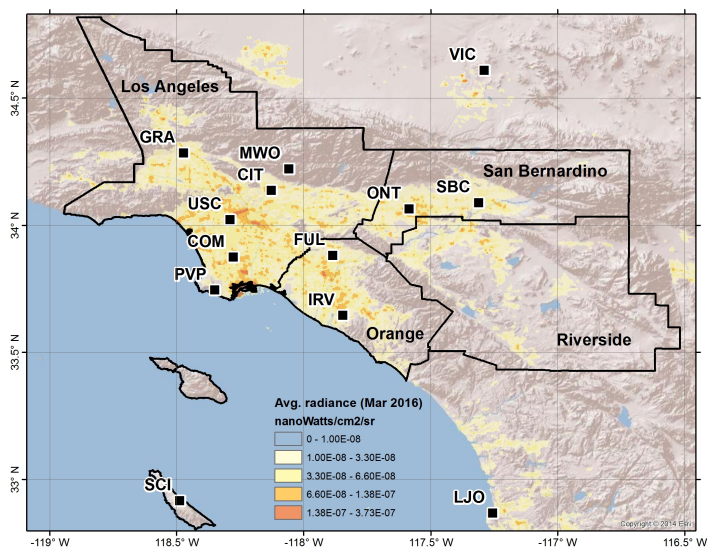 VIC
34.5° N
Los Angeles
GRA
MWO
CIT
San Bernardino
ONT
SBC
USC
34° N
COM
FUL
PVP
IRV
Orange
Riverside
33.5° N
Avg. radiance (Mar 2016)
nanoWatts/cm2/sr
0 - 1.00E-08
1.00E-08 - 3.30E-08
3.30E-08 - 6.60E-08
6.60E-08 - 1.38E-07
1.38E-07 - 3.73E-07
33° N
SCI
LJO
Copyright © 2014 Esri
-119° W -118.5° W -118° W -117.5° W -117° W -116.5° W